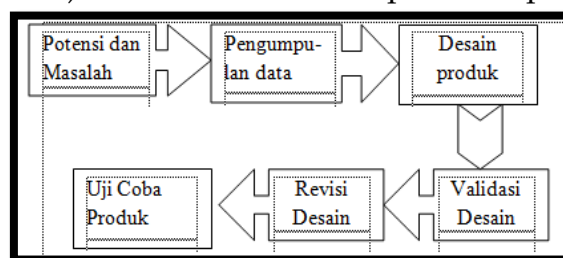 Potensi dan
Masalah
Pengumpu-
lan data
Desain
produk
Validasi
Desain
Revisi
Desain
Uji Coba
Produk